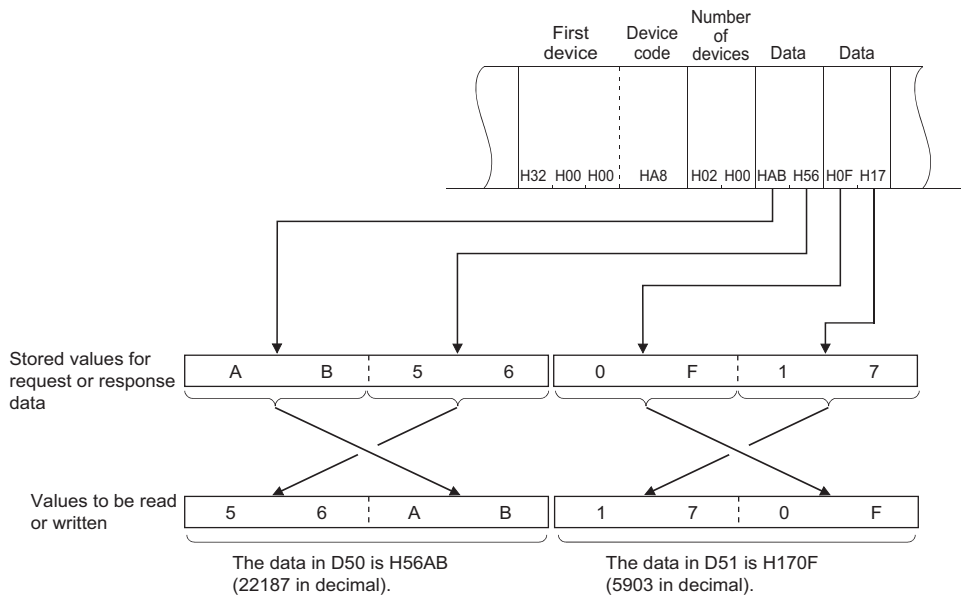 First device
Device code
Number of devices
Data
Data
H32 H00 H00 HA8 H02 H00 HAB H56 H0F H17
Stored values for request or response data
A B 5 6 0 F 1 7
Values to be read or written
5 6 A B 1 7 0 F
The data in D50 is H56AB
(22187 in decimal).
The data in D51 is H170F
(5903 in decimal).